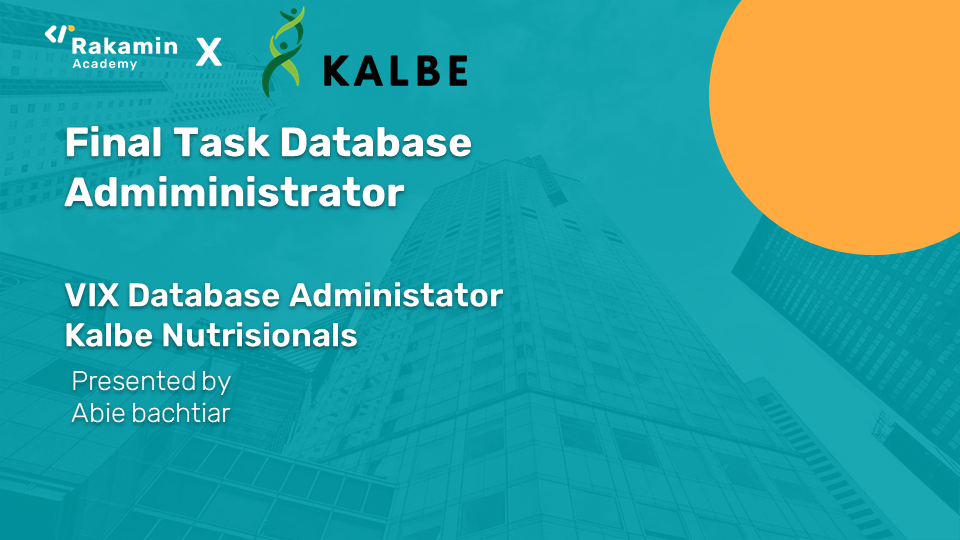 Rakamin
Academy
X
KALBE
Final Task Database
Admiministrator
VIX Database Administator
Kalbe Nutrisionals
Presented by
Abie bachtiar